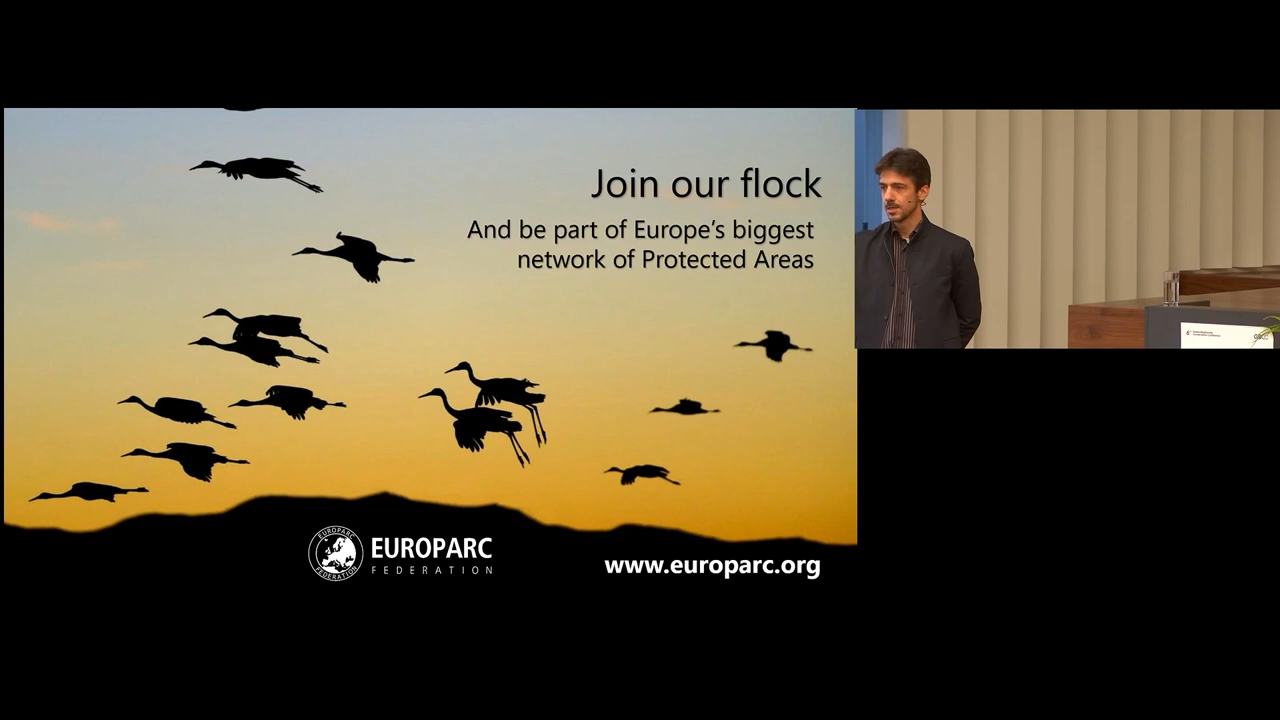 Join our flock
And be part of Europe's biggest
network of Protected Areas
EUROPARC
FEDERATION
EUROPARC
FEDERATION
www.europarc.org